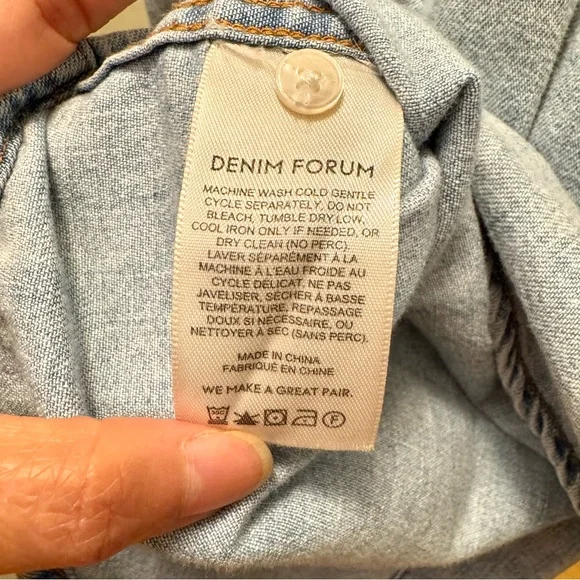 DENIM FORUM
MACHINE WASH COLD GENTLE
CYCLE SEPARATELY, DO NOT
BLEACH, TUMBLE DRY LOW,
COOL IRON ONLY IF NEEDED, OR
DRY CLEAN (NO PERC).
LAVER SÉPARÉMENT À LA
MACHINE À L'EAU FROIDE AU
CYCLE DÉLICAT, NE PAS
JAVELISER, SÉCHER À BASSE
TEMPÉRATURE, REPASSAGE
DOUX SI NÉCESSAIRE, OU
NETTOYER À SEC (SANS PERC).
MADE IN CHINA
FABRIQUÉ EN CHINE
WE MAKE A GREAT PAIR.
30C F